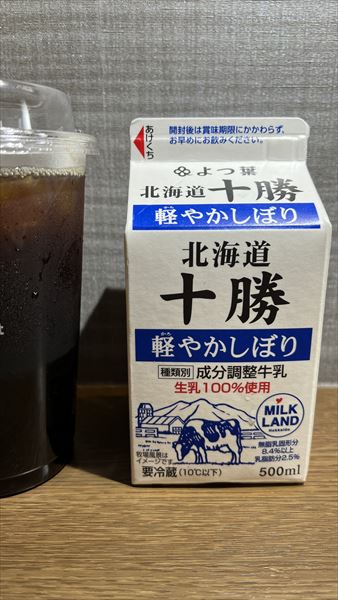 あけくち
開封後は賞味期限にかかわらず、
お早めにお飲みください。
よつ葉
北海道十勝
軽やかしぼり
北海道
十勝
かろ
軽やかしぼり
種類別 成分調整牛乳
生乳100%使用
MILK
LAND
Hokkaido
無脂乳固形分
8.4%以上
乳脂肪分2.5%
牧場風景は
イメージです。
要冷蔵(10℃以下)
500ml